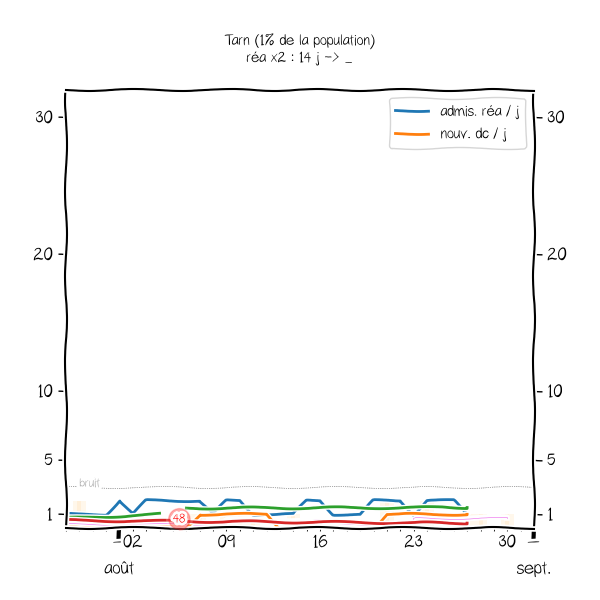 Tarn (1% de la population)
réa x2 : 14 j -> _
admis. réa / j
nouv. dc / j
30 30
20 20
10 10
5 5
bruit
1 48 1
02 09 16 23 30
août sept.